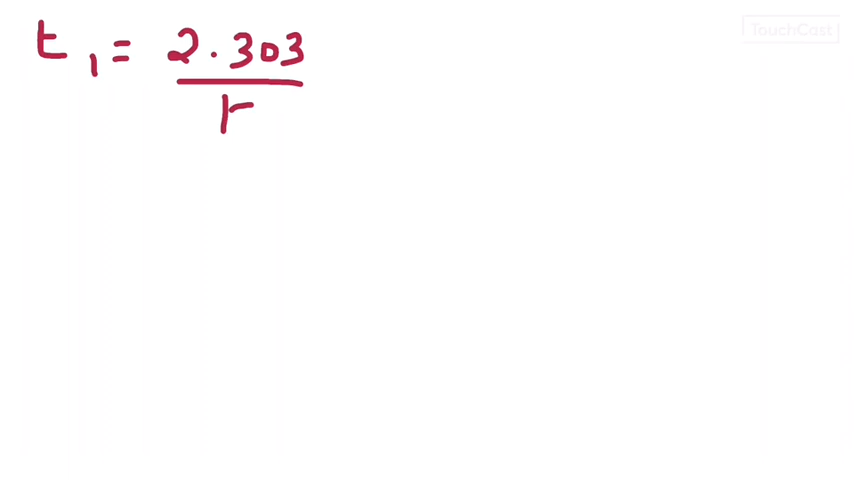 TouchCast
t₁ = 2.303
k